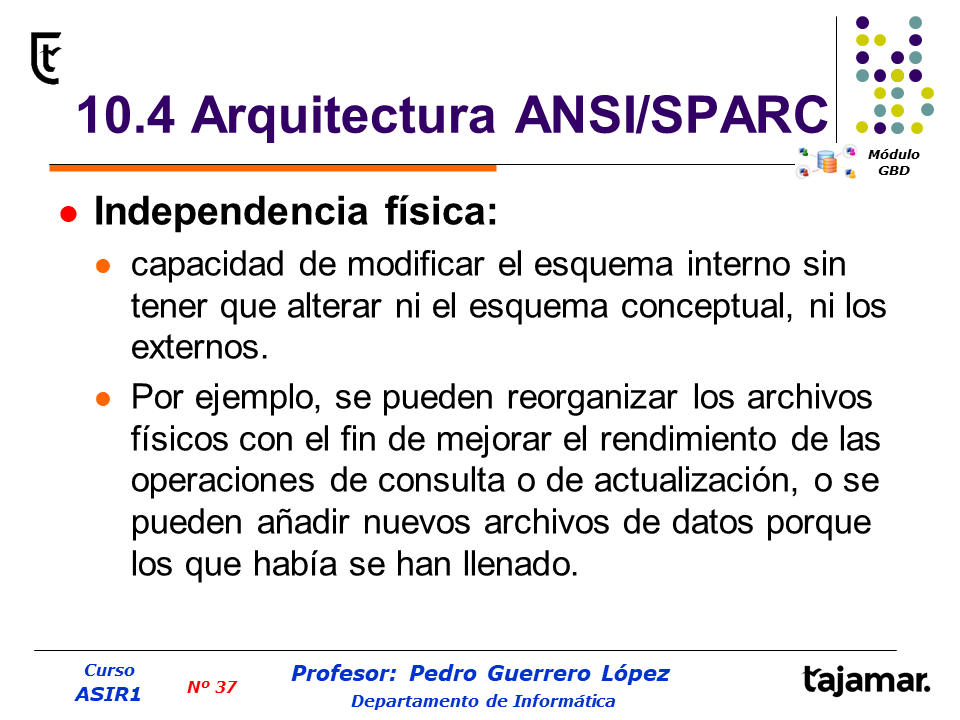 10.4 Arquitectura ANSI/SPARC
Módulo
GBD
● Independencia física:
● capacidad de modificar el esquema interno sin
tener que alterar ni el esquema conceptual, ni los
externos.
● Por ejemplo, se pueden reorganizar los archivos
físicos con el fin de mejorar el rendimiento de las
operaciones de consulta o de actualización, o se
pueden añadir nuevos archivos de datos porque
los que había se han llenado.
Curso
ASIR1
Nº 37
Profesor: Pedro Guerrero López
Departamento de Informática
tajamar.